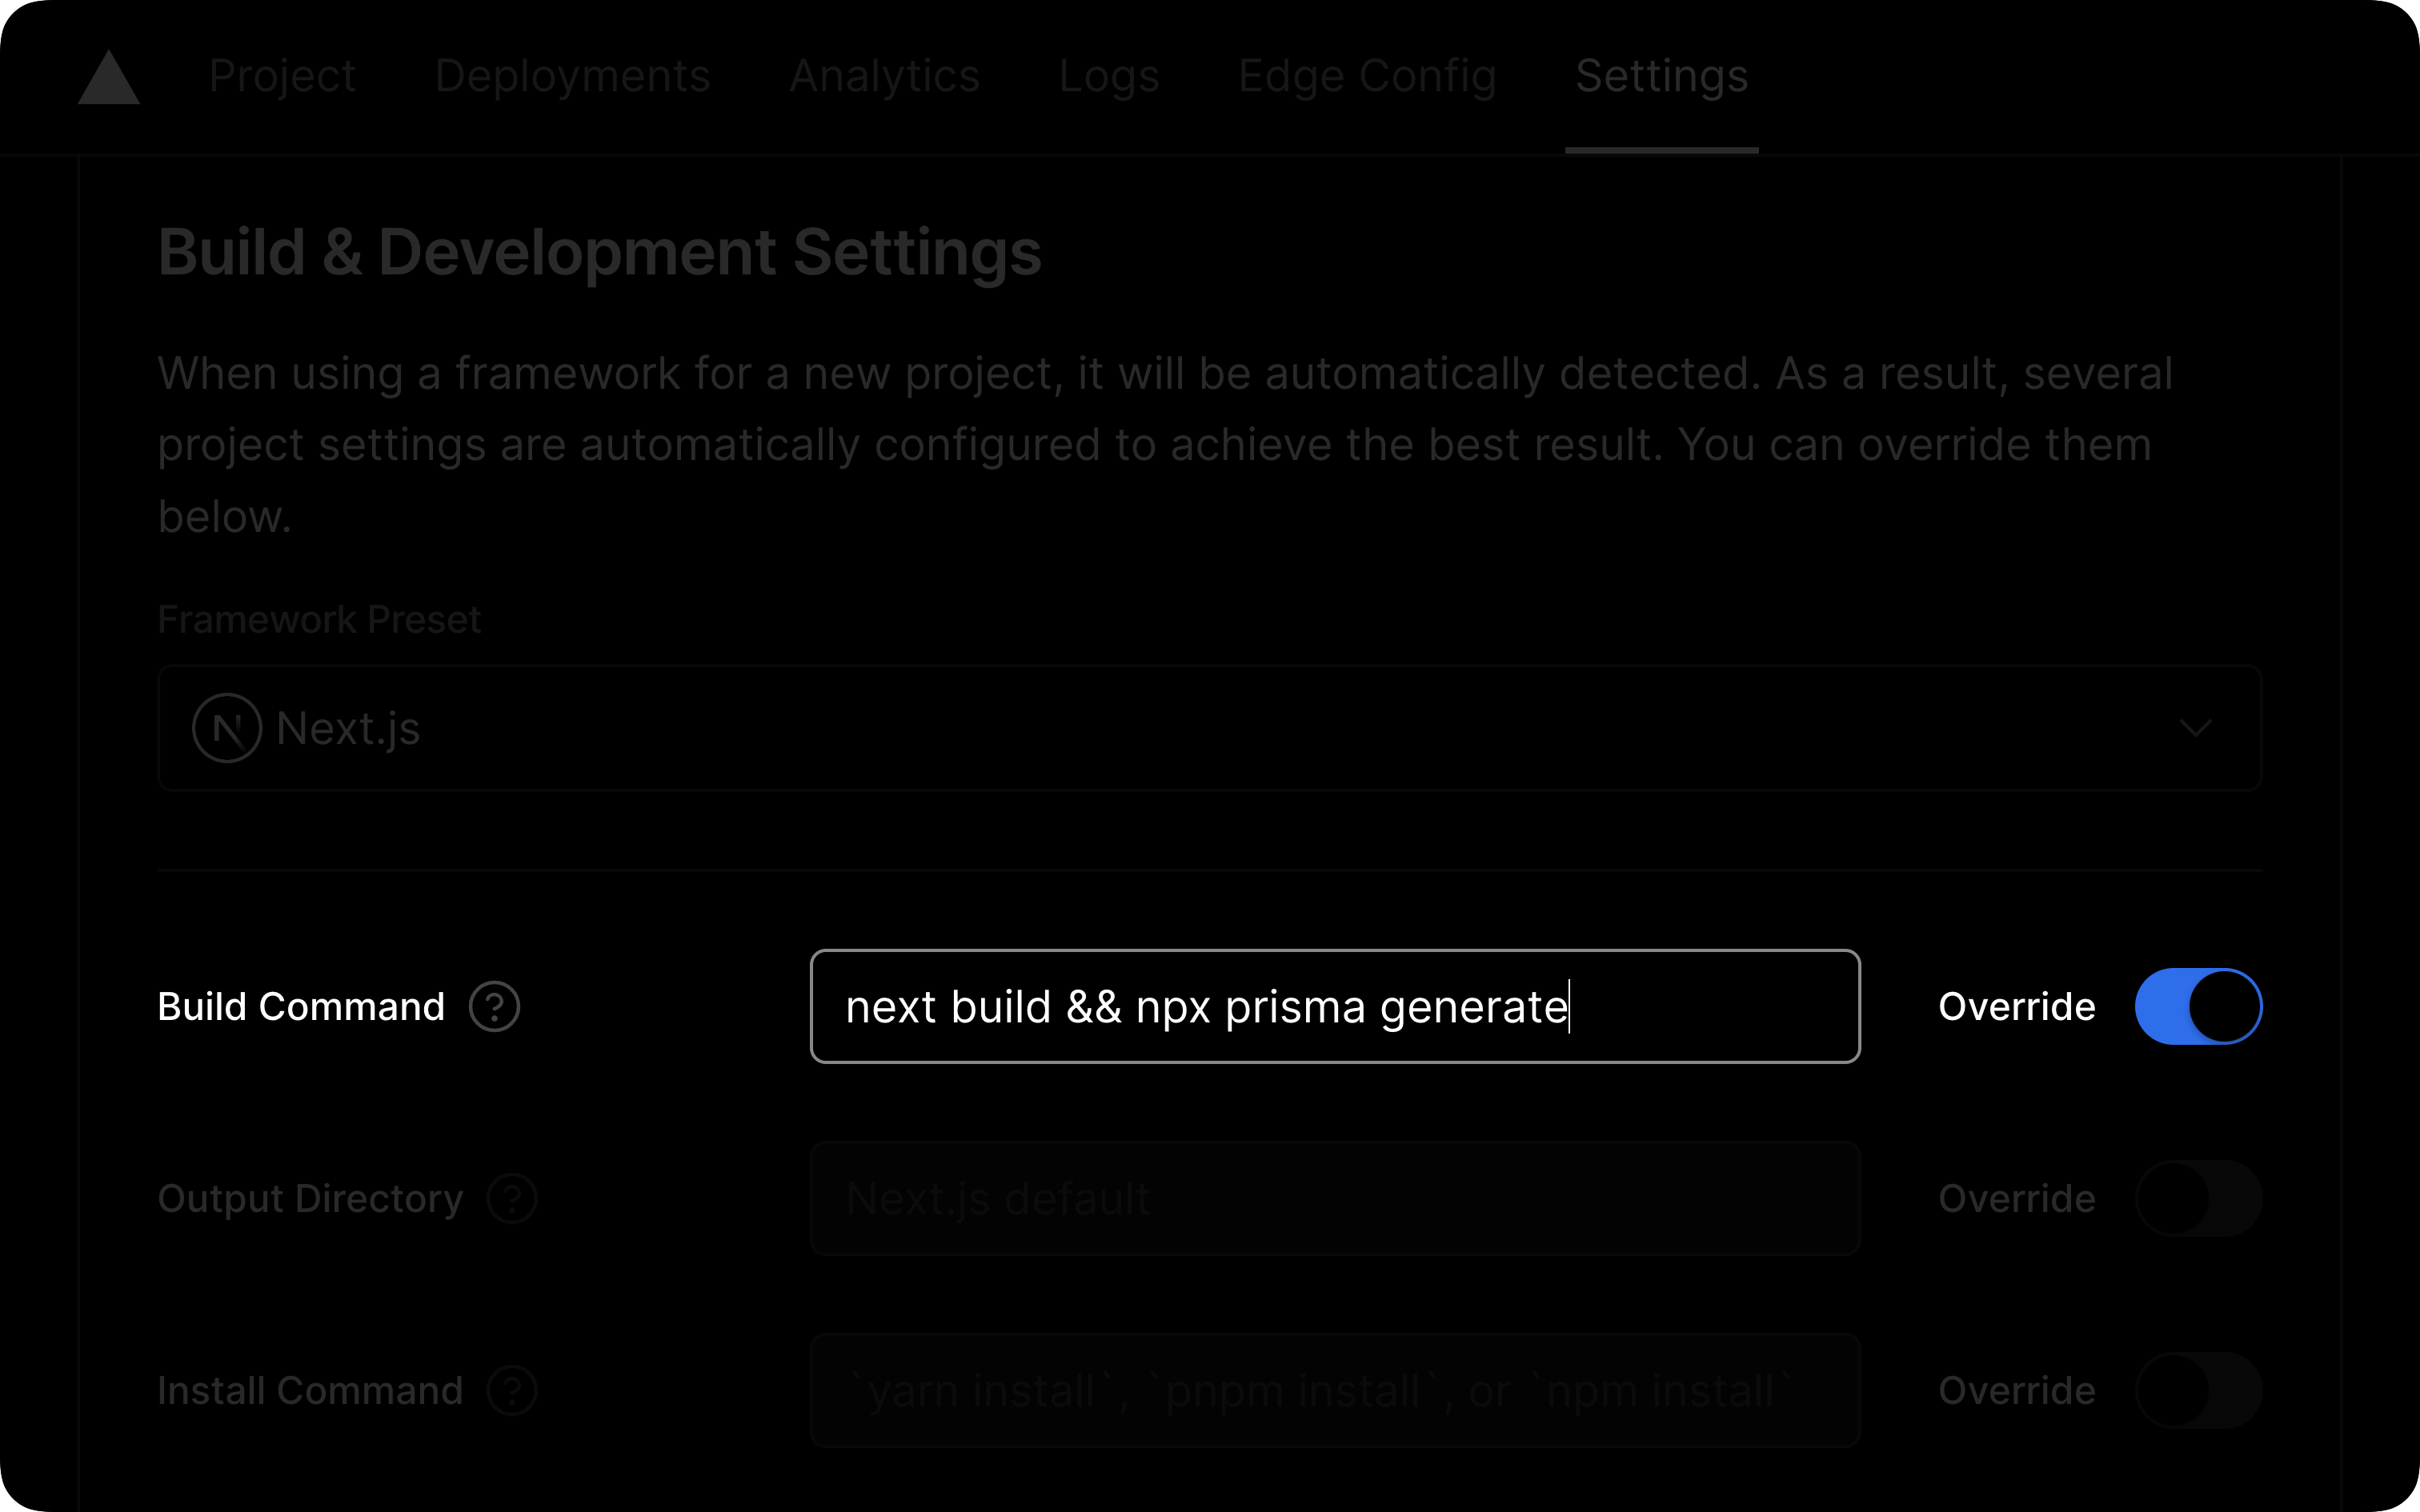 Project Deployments Analytics Logs Edge Config Settings
Build & Development Settings
When using a framework for a new project, it will be automatically detected. As a result, several
project settings are automatically configured to achieve the best result. You can override them
below.
Framework Preset
N Next.js
Build Command ? next build && npx prisma generate Override
Output Directory ? Next.js default Override
Install Command ? `yarn install`, `pnpm install`, or `npm install` Override